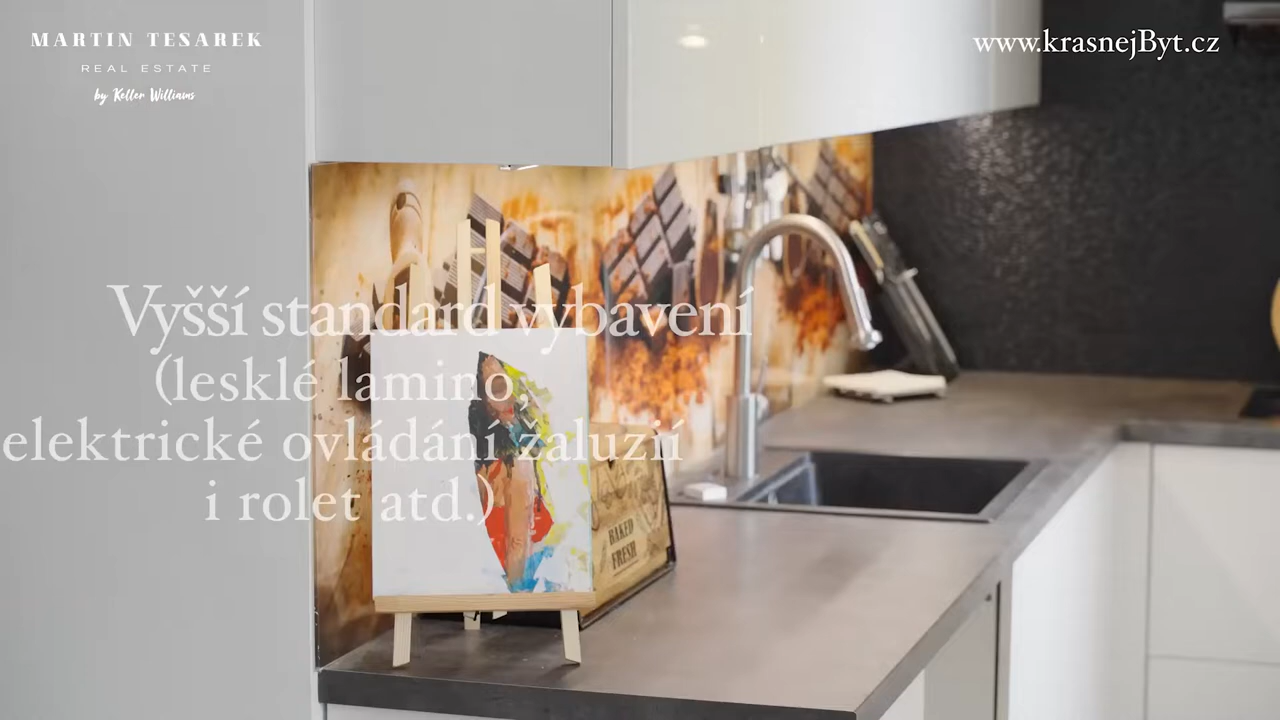 MARTIN TESAREK
REAL ESTATE
by Keller Williams
www.krasnejByt.cz
Vyšší standard vybavení
(lesklé lamino,
elektrické ovládání žaluzií
i rolet atd.)
BAKED
FRESH